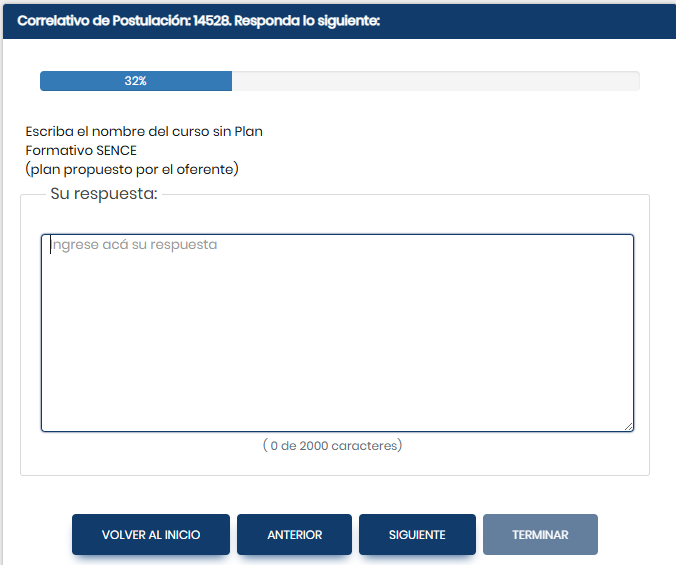 Correlativo de Postulación: 14528. Responda lo siguiente:
32%
Escriba el nombre del curso sin Plan
Formativo SENCE
(plan propuesto por el oferente)
Su respuesta:
Ingrese acá su respuesta
( 0 de 2000 caracteres)
VOLVER AL INICIO ANTERIOR SIGUIENTE TERMINAR